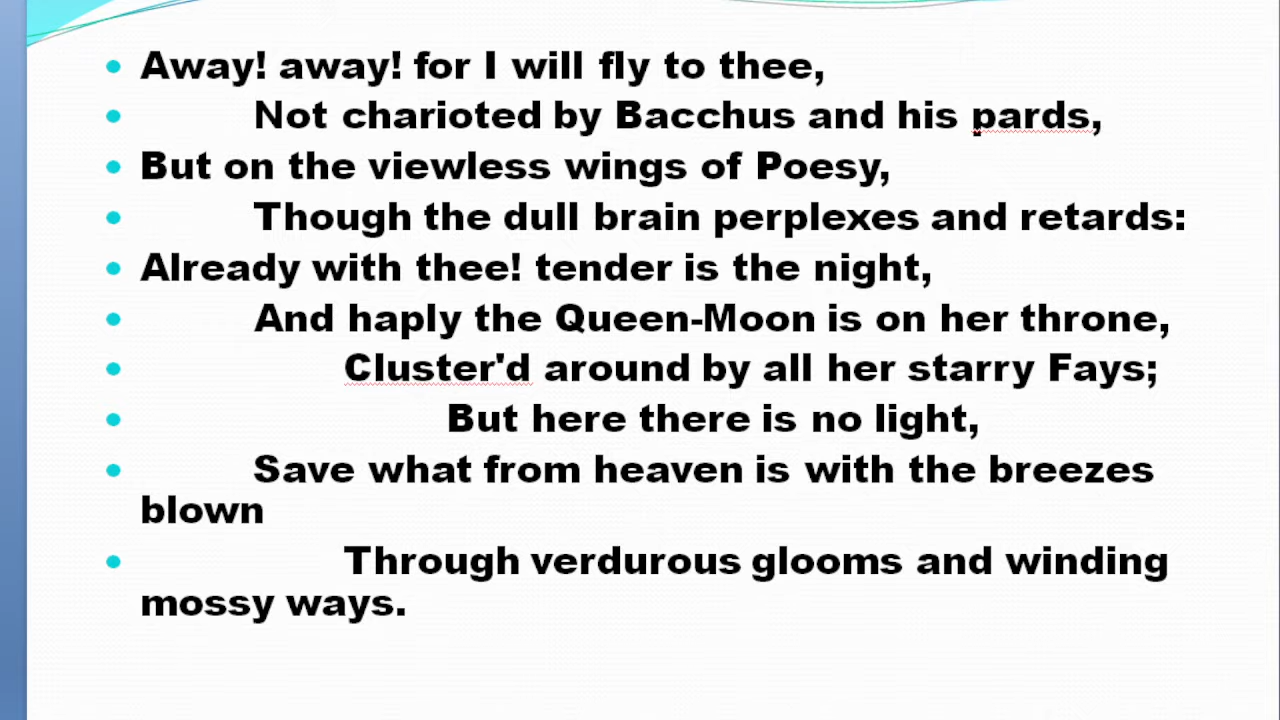 Away! away! for I will fly to thee,
Not charioted by Bacchus and his pards,
But on the viewless wings of Poesy,
Though the dull brain perplexes and retards:
Already with thee! tender is the night,
And haply the Queen-Moon is on her throne,
Cluster'd around by all her starry Fays;
But here there is no light,
Save what from heaven is with the breezes
blown
Through verdurous glooms and winding
mossy ways.